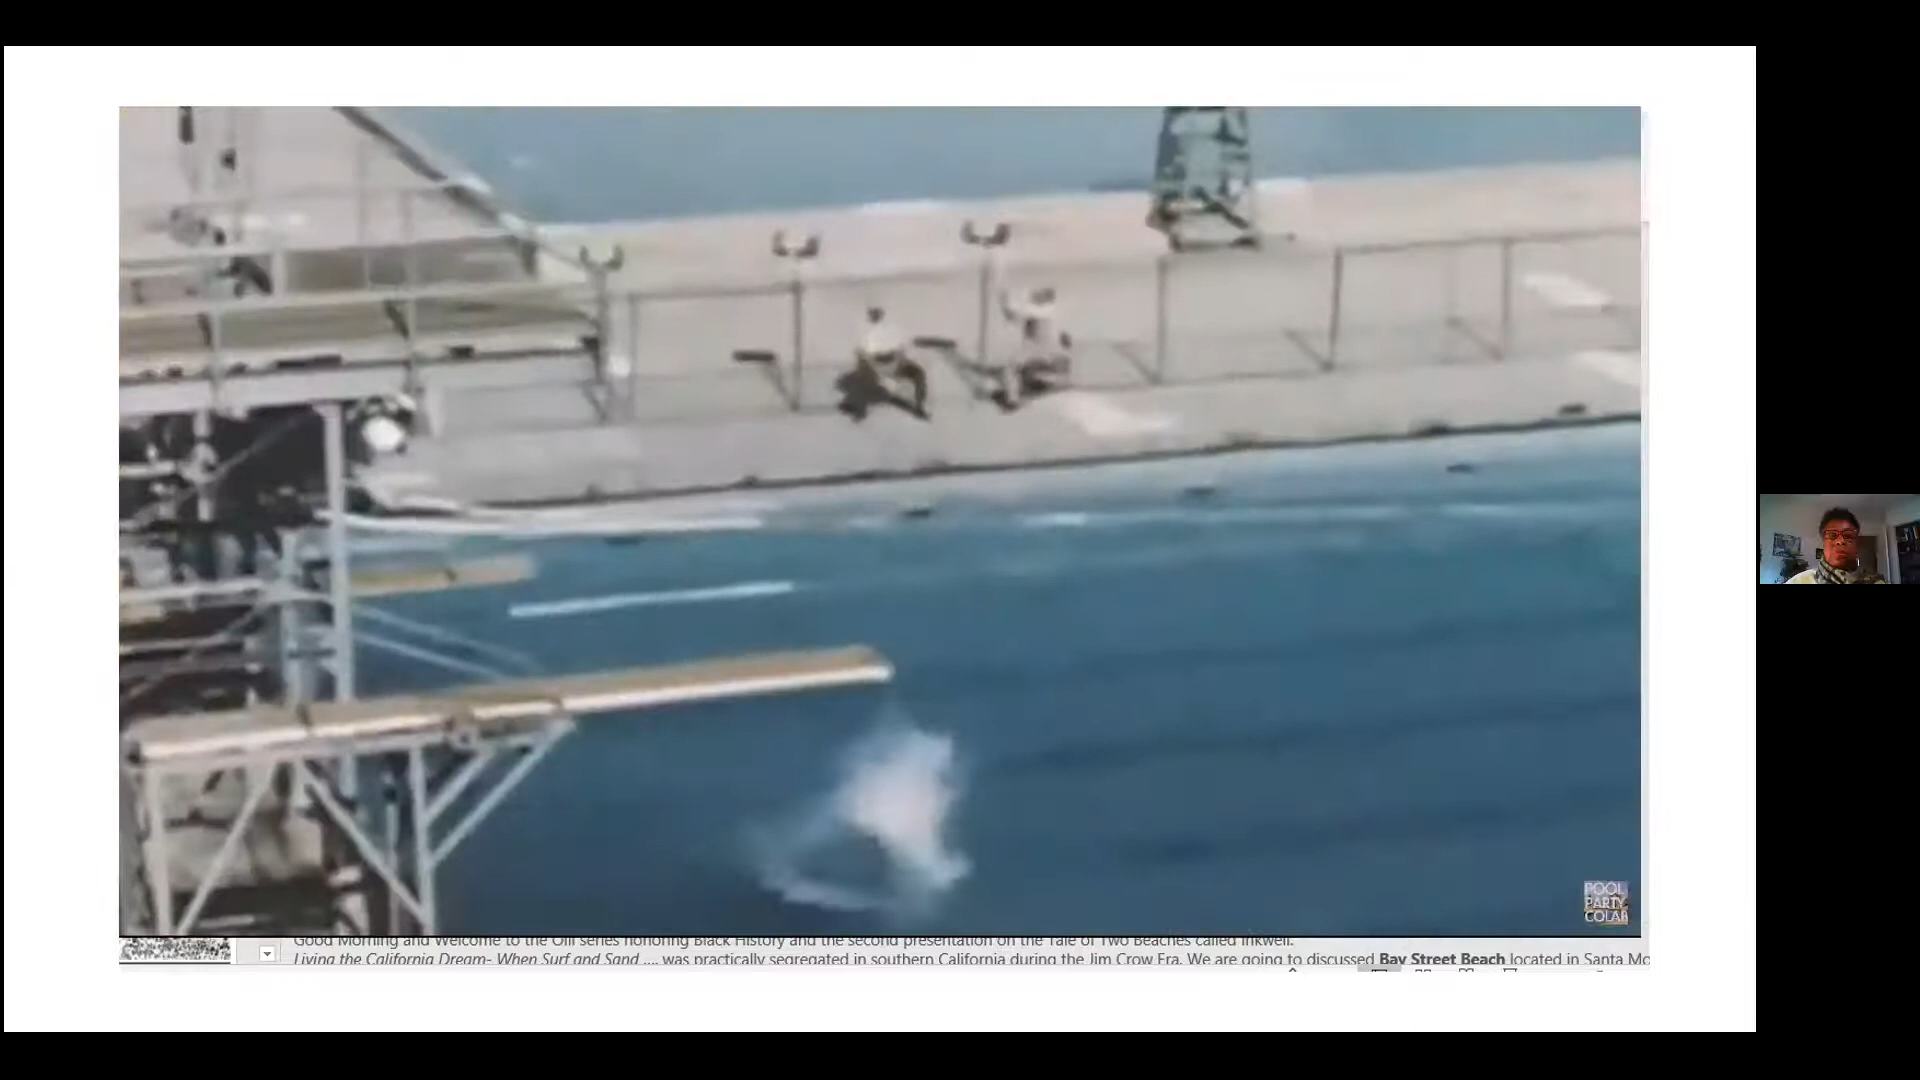 POOL
PARTY
COLAB
Good Morning and Welcome to the Olli series honoring Black History and the second presentation on the Tale of Two Beaches called Inkwell.
Living the California Dream- When Surf and Sand .... was practically segregated in southern California during the Jim Crow Era. We are going to discussed Bay Street Beach located in Santa Mo